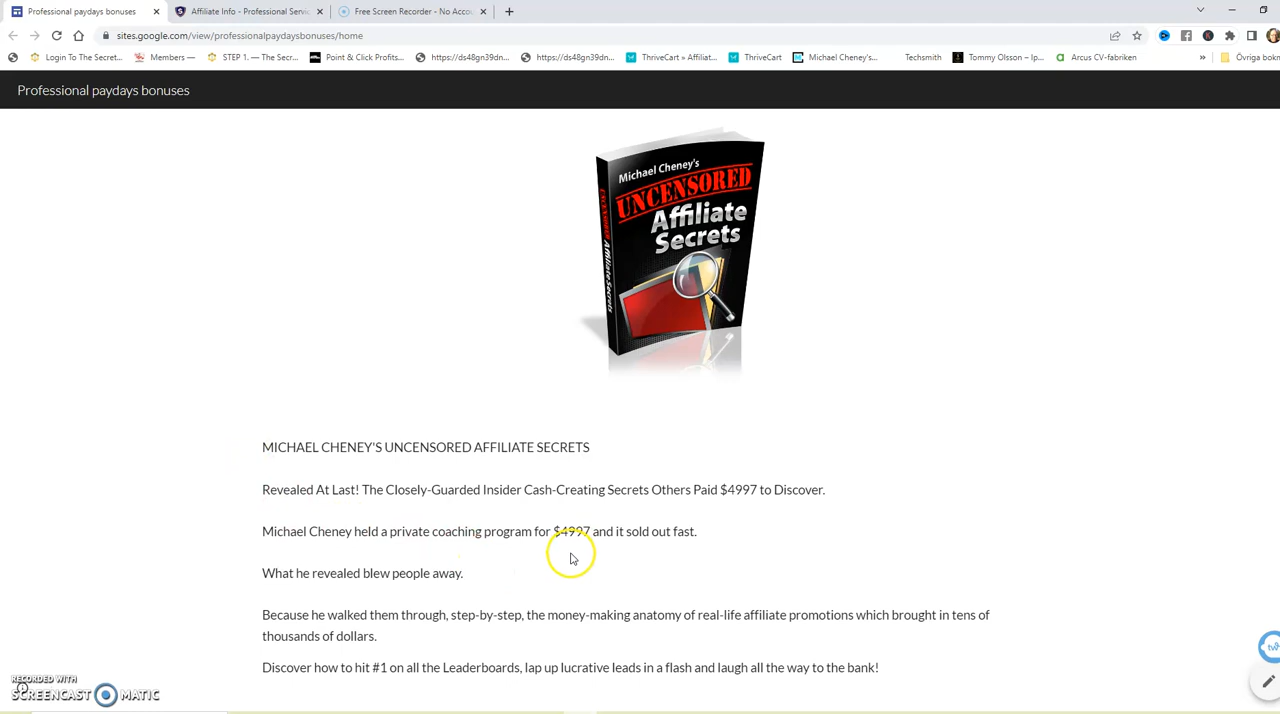 Professional paydays bonuses
Affiliate Info - Professional Servic
Free Screen Recorder - No Accou
sites.google.com/view/professionalpaydaysbonuses/home
Login To The Secret...
Members —
STEP 1. — The Secr...
Point & Click Profits...
https://ds48gn39dn...
https://ds48gn39dn...
ThriveCart » Affiliat...
ThriveCart
Michael Cheney's...
Techsmith
Tommy Olsson – Ip...
Arcus CV-fabriken
»
Övriga bokm
Professional paydays bonuses
Michael Cheney's
UNCENSORED
Affiliate
Secrets
UNCENSORED Affiliate Secrets
MICHAEL CHENEY'S UNCENSORED AFFILIATE SECRETS
Revealed At Last! The Closely-Guarded Insider Cash-Creating Secrets Others Paid $4997 to Discover.
Michael Cheney held a private coaching program for $4997 and it sold out fast.
What he revealed blew people away.
Because he walked them through, step-by-step, the money-making anatomy of real-life affiliate promotions which brought in tens of
thousands of dollars.
Discover how to hit #1 on all the Leaderboards, lap up lucrative leads in a flash and laugh all the way to the bank!
RECORDED WITH
SCREENCAST MATIC